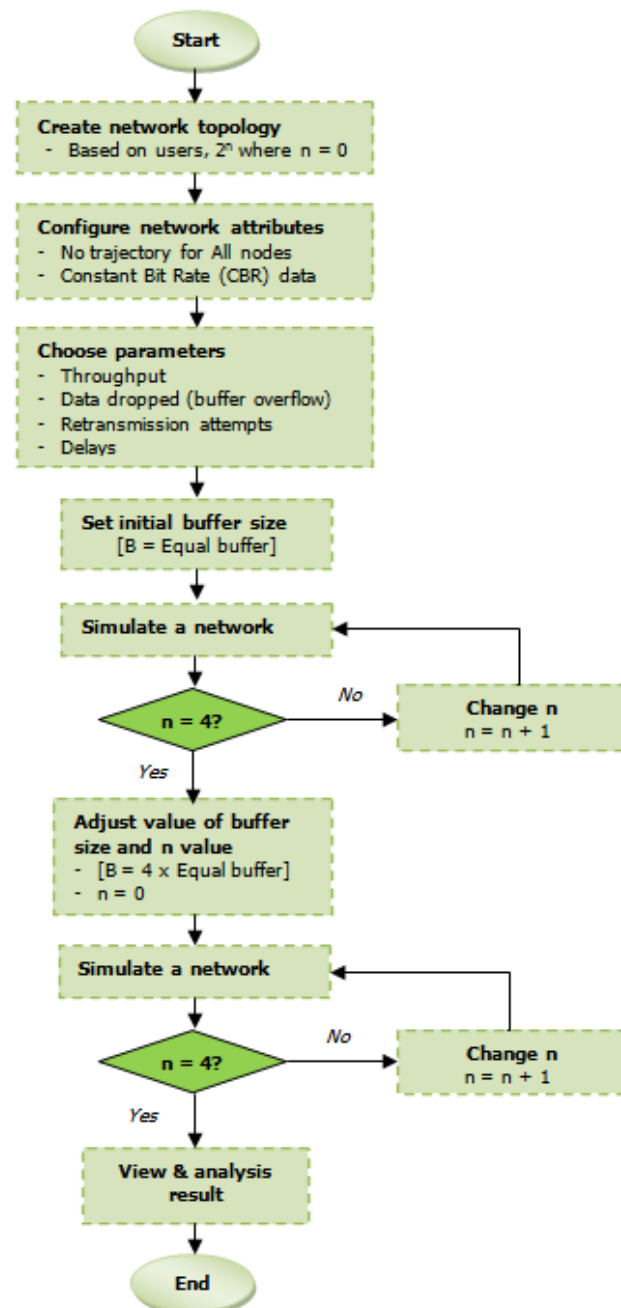 Start
Create network topology
- Based on users, 2ⁿ where n = 0
Configure network attributes
- No trajectory for All nodes
- Constant Bit Rate (CBR) data
Choose parameters
- Throughput
- Data dropped (buffer overflow)
- Retransmission attempts
- Delays
Set initial buffer size
[B = Equal buffer]
Simulate a network
n = 4?
No
Change n
n = n + 1
Yes
Adjust value of buffer
size and n value
- [B = 4 x Equal buffer]
- n = 0
Simulate a network
n = 4?
No
Change n
n = n + 1
Yes
View & analysis
result
End